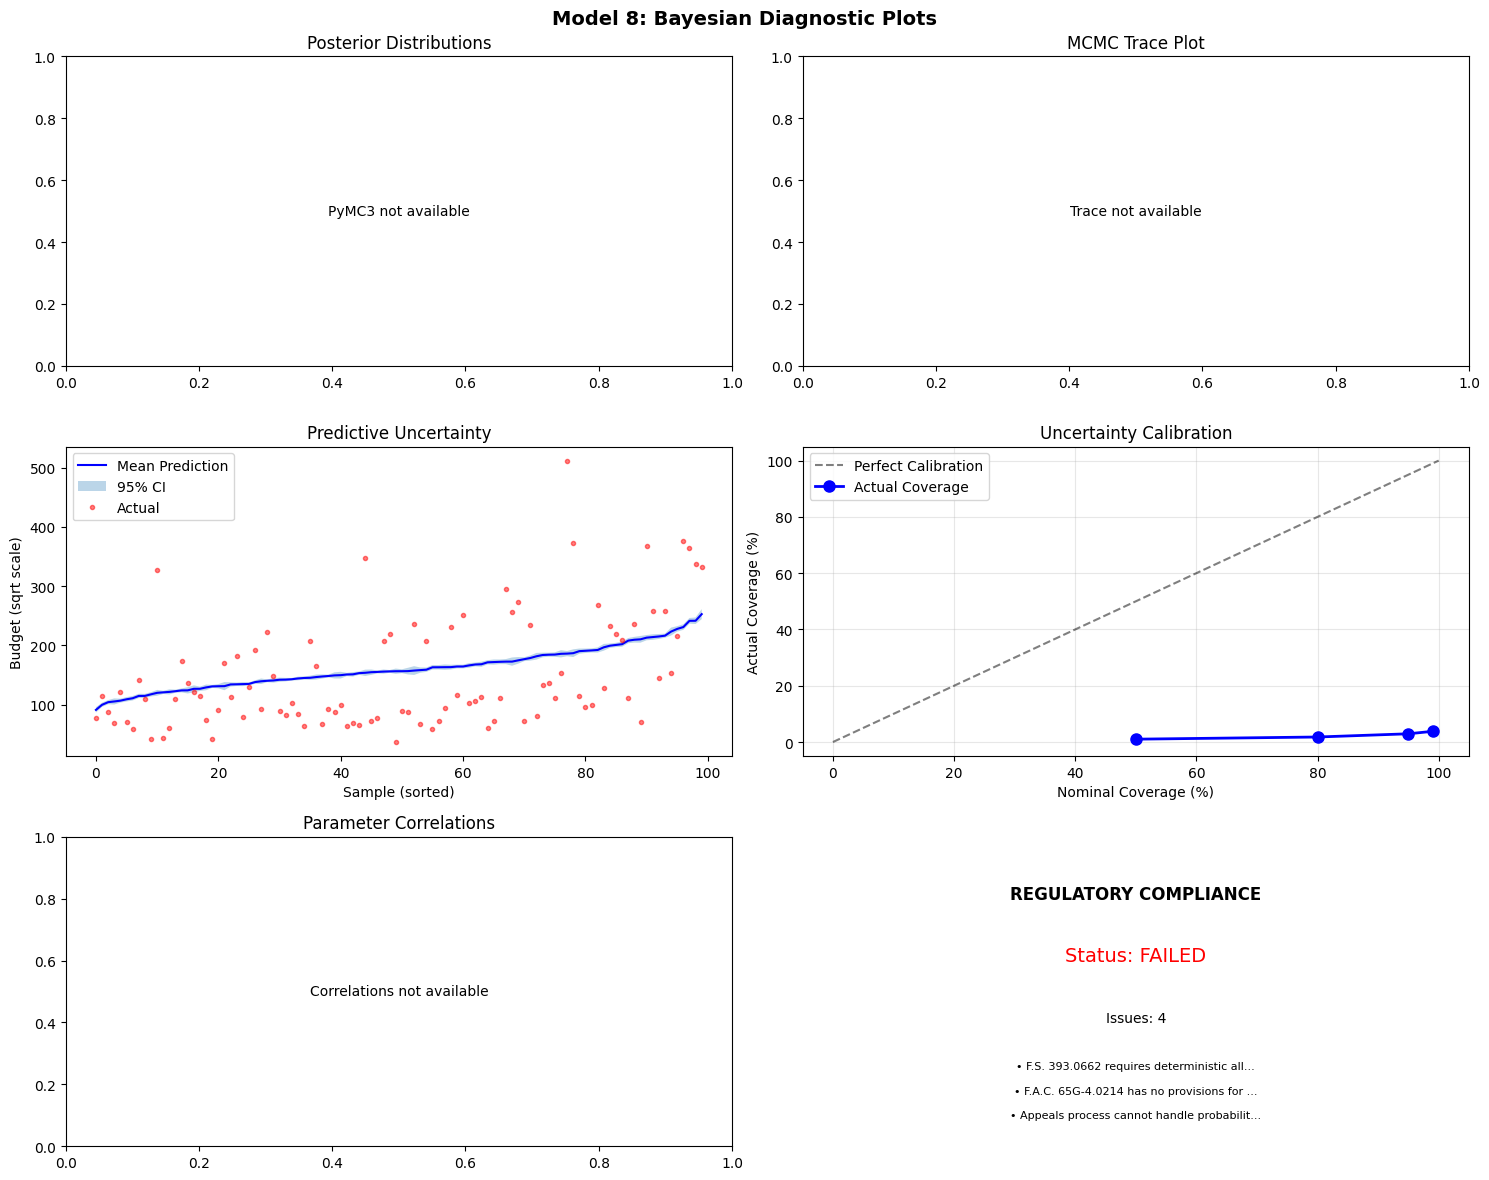 Model 8: Bayesian Diagnostic Plots
Posterior Distributions
1.0
0.8
0.6
0.4
0.2
0.0
PyMC3 not available
0.0 0.2 0.4 0.6 0.8 1.0
MCMC Trace Plot
1.0
0.8
0.6
0.4
0.2
0.0
Trace not available
0.0 0.2 0.4 0.6 0.8 1.0
Predictive Uncertainty
Budget (sqrt scale)
500
400
300
200
100
Mean Prediction
95% CI
Actual
0 20 40 60 80 100
Sample (sorted)
Uncertainty Calibration
Actual Coverage (%)
100
80
60
40
20
0
Perfect Calibration
Actual Coverage
0 20 40 60 80 100
Nominal Coverage (%)
Parameter Correlations
1.0
0.8
0.6
0.4
0.2
0.0
Correlations not available
0.0 0.2 0.4 0.6 0.8 1.0
REGULATORY COMPLIANCE
Status: FAILED
Issues: 4
• F.S. 393.0662 requires deterministic all...
• F.A.C. 65G-4.0214 has no provisions for ...
• Appeals process cannot handle probabilit...